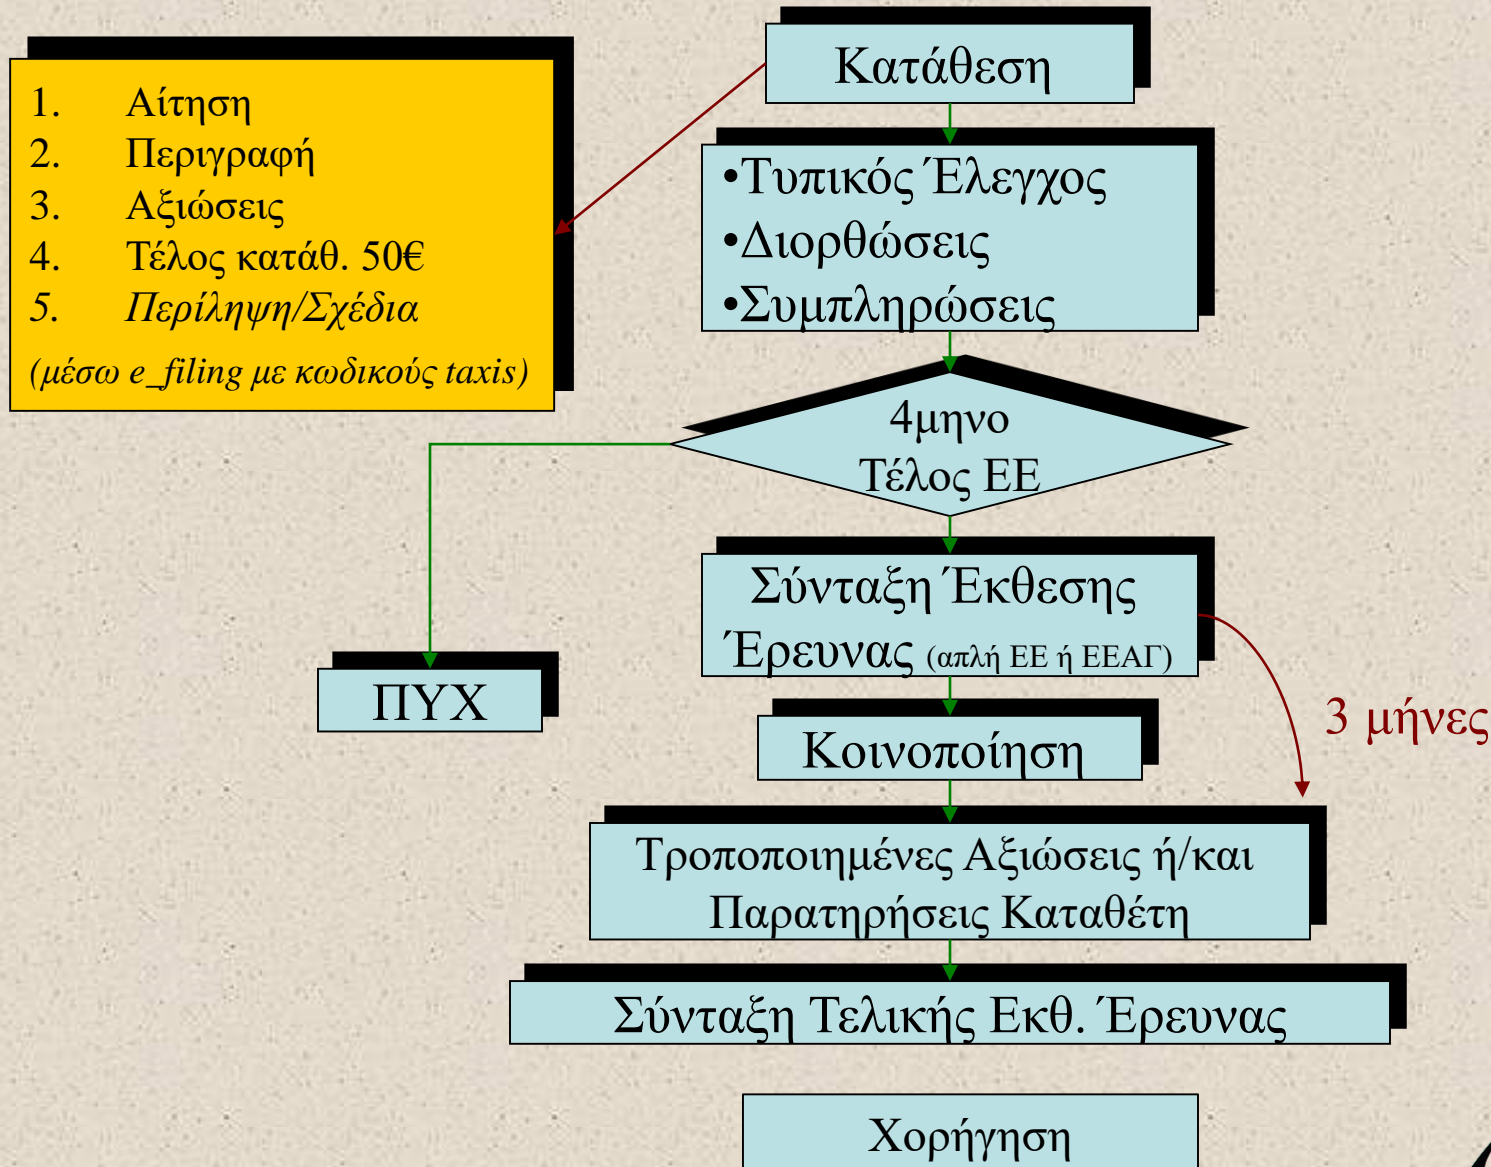 Κατάθεση
1. Αίτηση
2. Περιγραφή
3. Αξιώσεις
4. Τέλος κατάθ. 50€
5. Περίληψη/Σχέδια
(μέσω e_filing με κωδικούς taxis)
•Τυπικός Έλεγχος
•Διορθώσεις
•Συμπληρώσεις
4μηνο
Τέλος ΕΕ
Σύνταξη Έκθεσης
Έρευνας (απλή ΕΕ ή ΕΕΑΓ)
ΠΥΧ
Κοινοποίηση
3 μήνες
Τροποποιημένες Αξιώσεις ή/και
Παρατηρήσεις Καταθέτη
Σύνταξη Τελικής Εκθ. Έρευνας
Χορήγηση